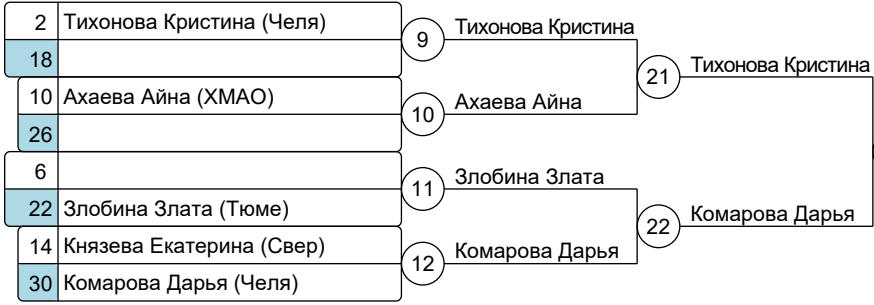 2 Тихонова Кристина (Челя)
18
9 Тихонова Кристина
10 Ахаева Айна (ХМАО)
26
10 Ахаева Айна
21 Тихонова Кристина
6
22 Злобина Злата (Тюме)
11 Злобина Злата
14 Князева Екатерина (Свер)
30 Комарова Дарья (Челя)
12 Комарова Дарья
22 Комарова Дарья